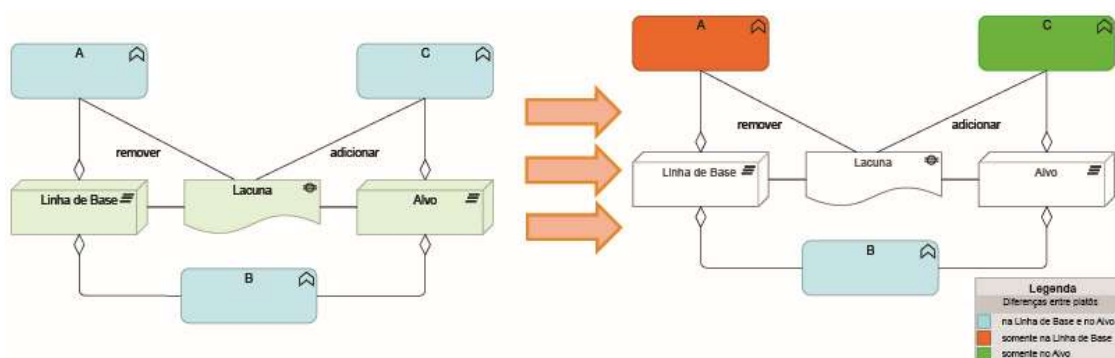 A
C
remover
adicionar
Linha de Base
Lacuna
Alvo
B
A
C
remover
adicionar
Linha de Base
Lacuna
Alvo
B
Legenda
Diferenças entre platôs
na Linha de Base e no Alvo
somente na Linha de Base
somente no Alvo